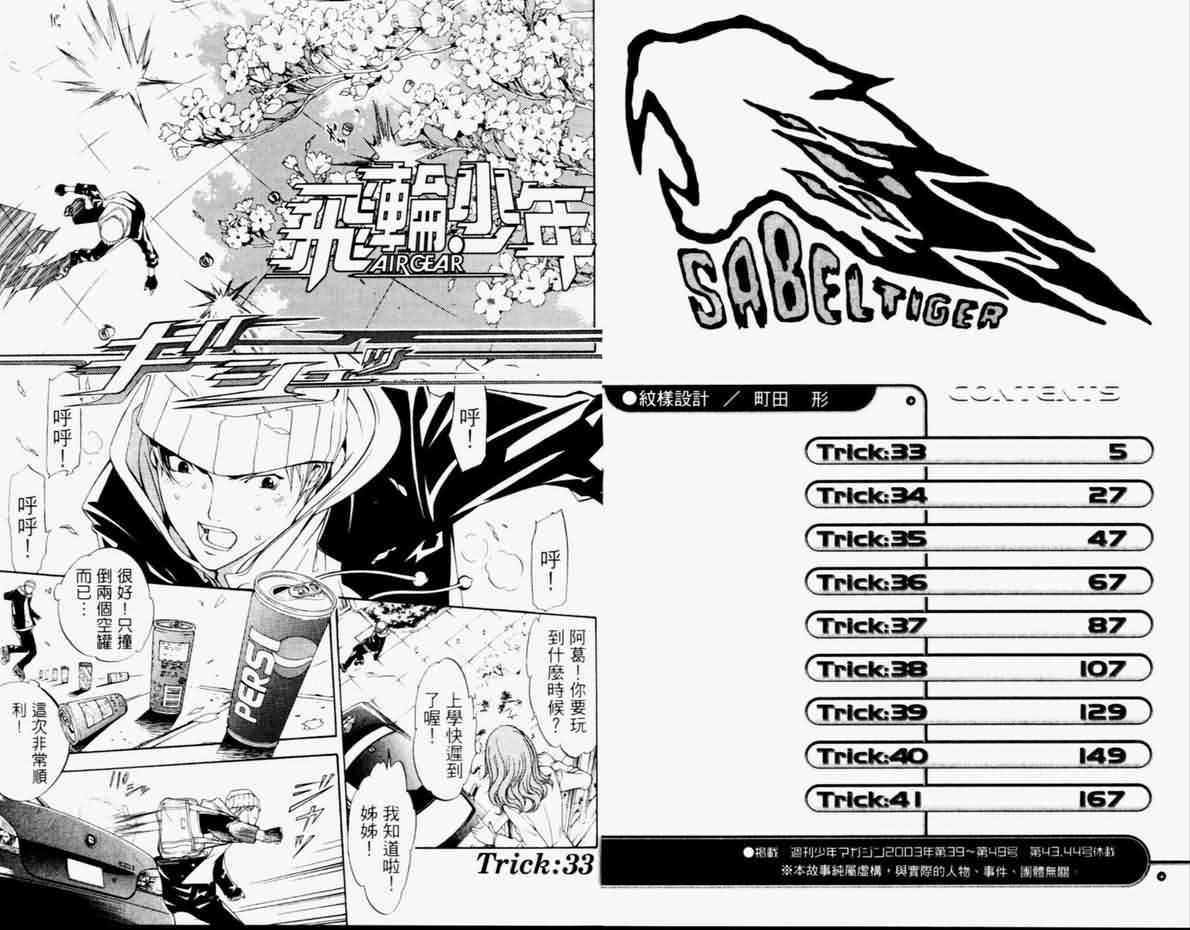 SABELTIGER
●紋樣設計 ／ 町田 形
CONTENTS
Trick:33 5
Trick:34 27
Trick:35 47
Trick:36 67
Trick:37 87
Trick:38 107
Trick:39 129
Trick:40 149
Trick:41 167
●掲載 週刊少年マガジン2003年第39～第49号 第43,44号休載
※本故事純屬虛構，與實際的人物、事件、團體無關。
飛輪少年
AIRGEAR
ギシュッ
呼！
呼呼！
呼呼！
呼！
很好！只撞
倒兩個空罐
而已…
PERSI
這次非常順
利！
阿葛！你要玩
到什麼時候？
上學快遲到
了喔！
我知道啦！
姊姊！
Trick:33